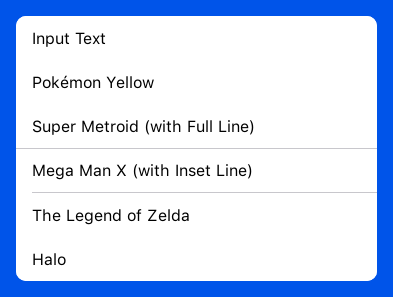 Input Text
Pokémon Yellow
Super Metroid (with Full Line)
Mega Man X (with Inset Line)
The Legend of Zelda
Halo